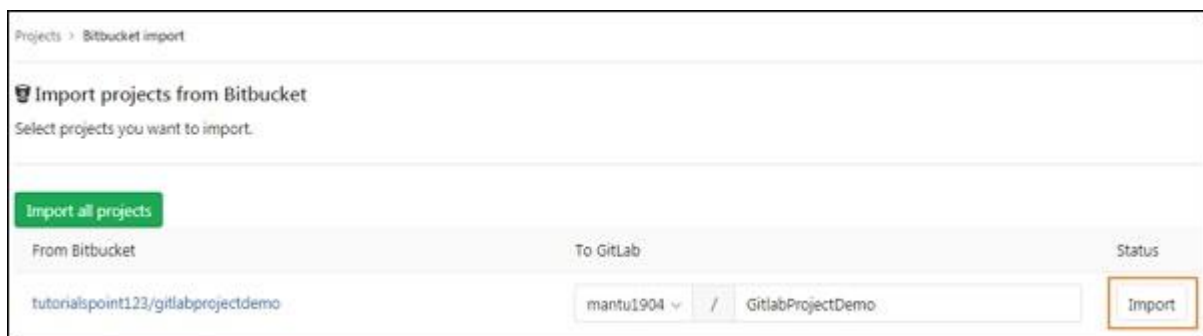 Projects > Bitbucket import
Import projects from Bitbucket
Select projects you want to import.
Import all projects
From Bitbucket To GitLab Status
tutorialspoint123/gitlabprojectdemo mantu1904 / GitlabProjectDemo Import